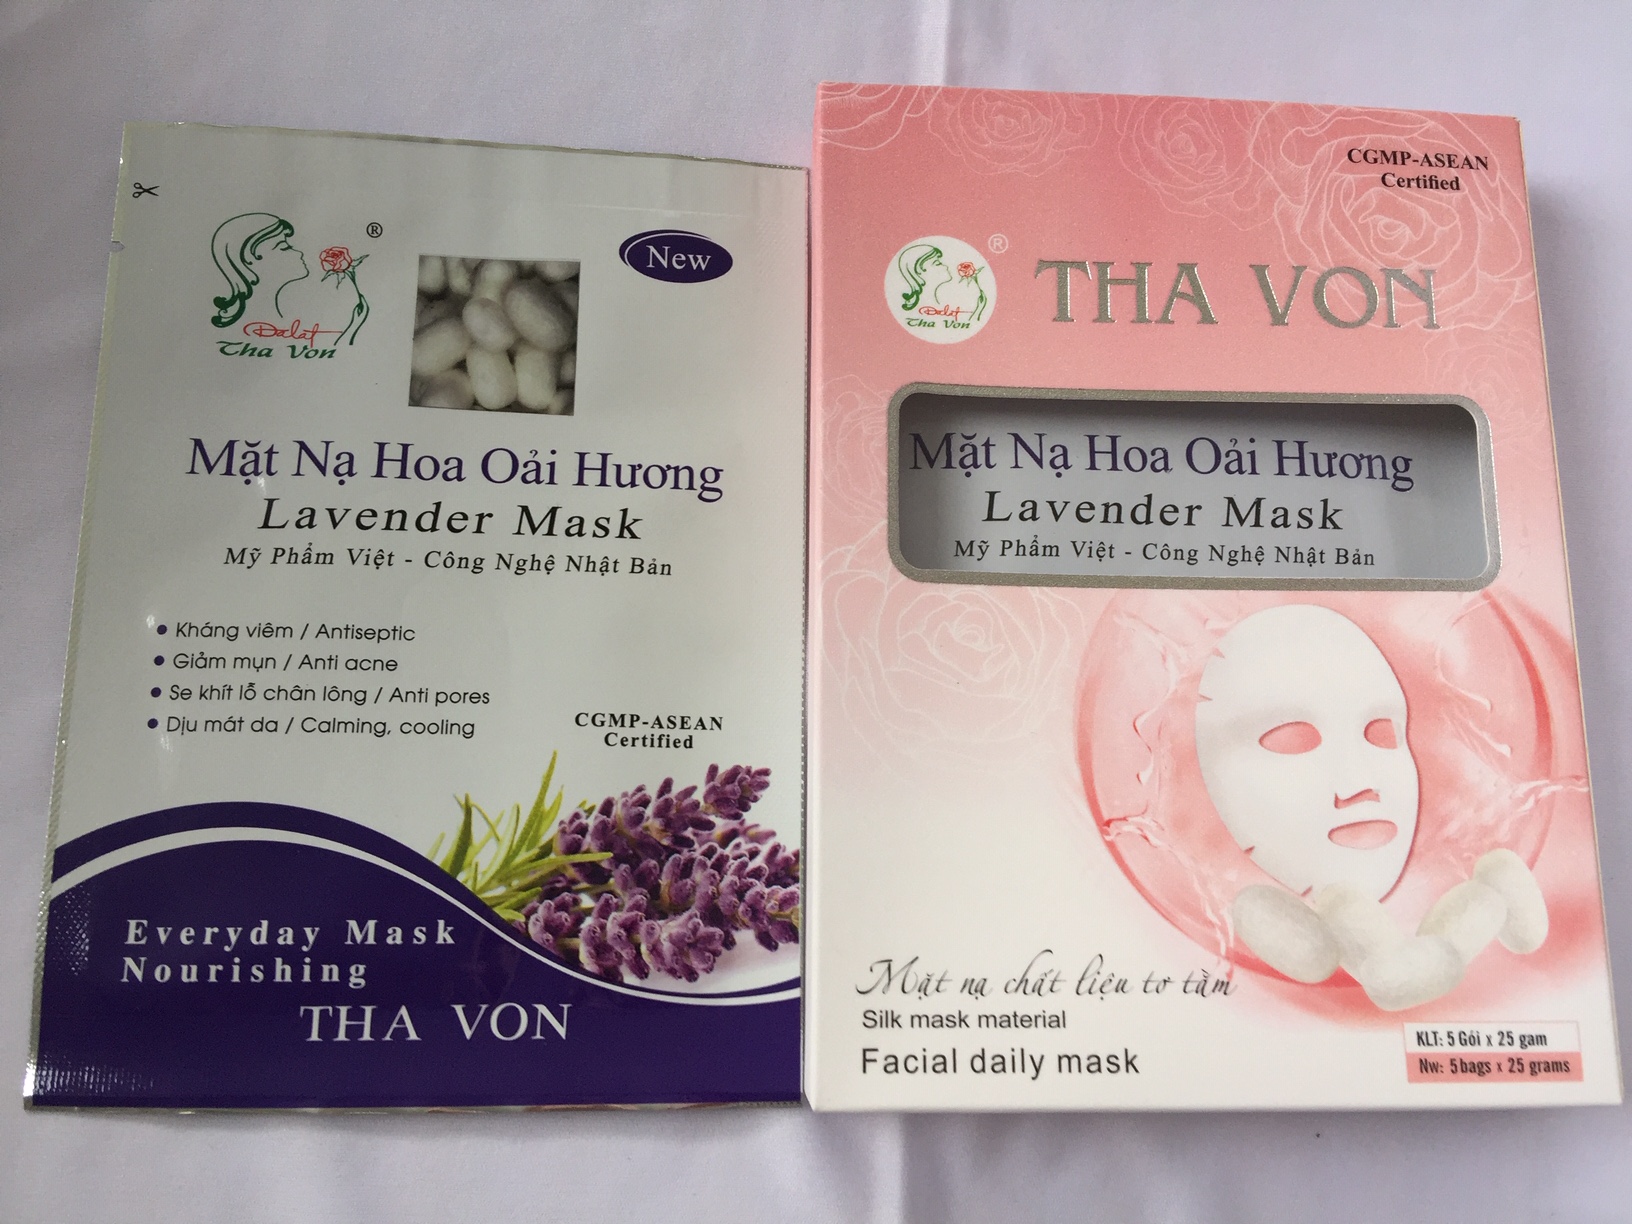 ®
New
Dalat
Tha Von
Mặt Nạ Hoa Oải Hương
Lavender Mask
Mỹ Phẩm Việt - Công Nghệ Nhật Bản
• Kháng viêm / Antiseptic
• Giảm mụn / Anti acne
• Se khít lỗ chân lông / Anti pores
• Dịu mát da / Calming, cooling
CGMP-ASEAN
Certified
Everyday Mask
Nourishing
THA VON
CGMP-ASEAN
Certified
®
THA VON
Dalat
Tha Von
Mặt Nạ Hoa Oải Hương
Lavender Mask
Mỹ Phẩm Việt - Công Nghệ Nhật Bản
Mặt nạ chất liệu tơ tằm
Silk mask material
Facial daily mask
KLT: 5 Gói x 25 gam
Nw: 5bags x 25 grams